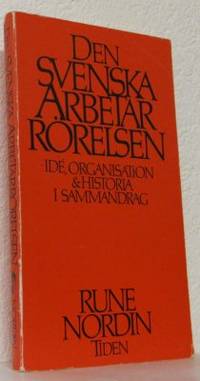 DEN
SVENSKA
ARBETAR
RÖRELSEN
IDÉ, ORGANISATION
& HISTORIA
I SAMMANDRAG
RUNE
NORDIN
TIDEN